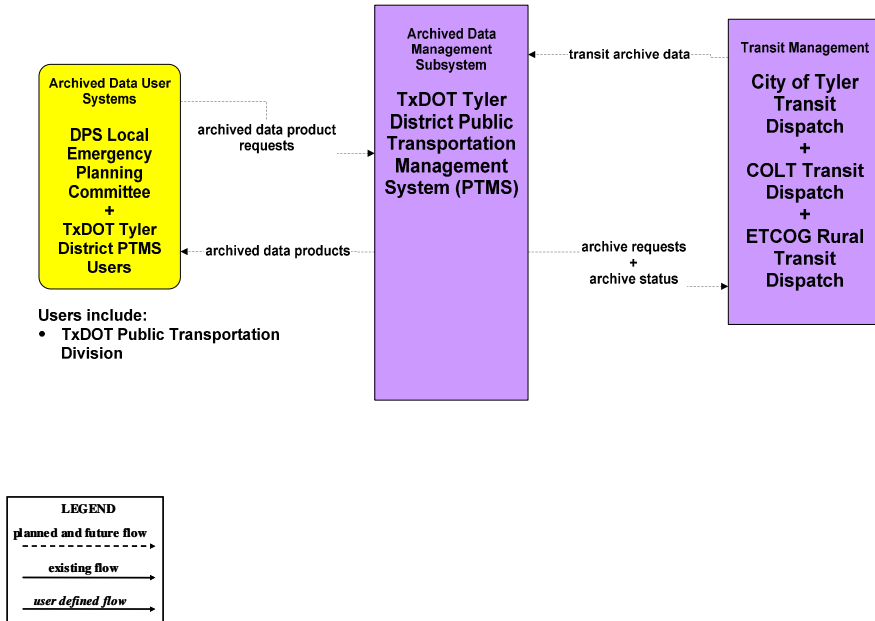 Archived Data User
Systems
DPS Local
Emergency
Planning
Committee
+
TxDOT Tyler
District PTMS
Users
Users include:
• TxDOT Public Transportation
Division
archived data product
requests
archived data products
Archived Data
Management
Subsystem
TxDOT Tyler
District Public
Transportation
Management
System (PTMS)
transit archive data
archive requests
+
archive status
Transit Management
City of Tyler
Transit
Dispatch
+
COLT Transit
Dispatch
+
ETCOG Rural
Transit
Dispatch
LEGEND
planned and future flow
existing flow
user defined flow